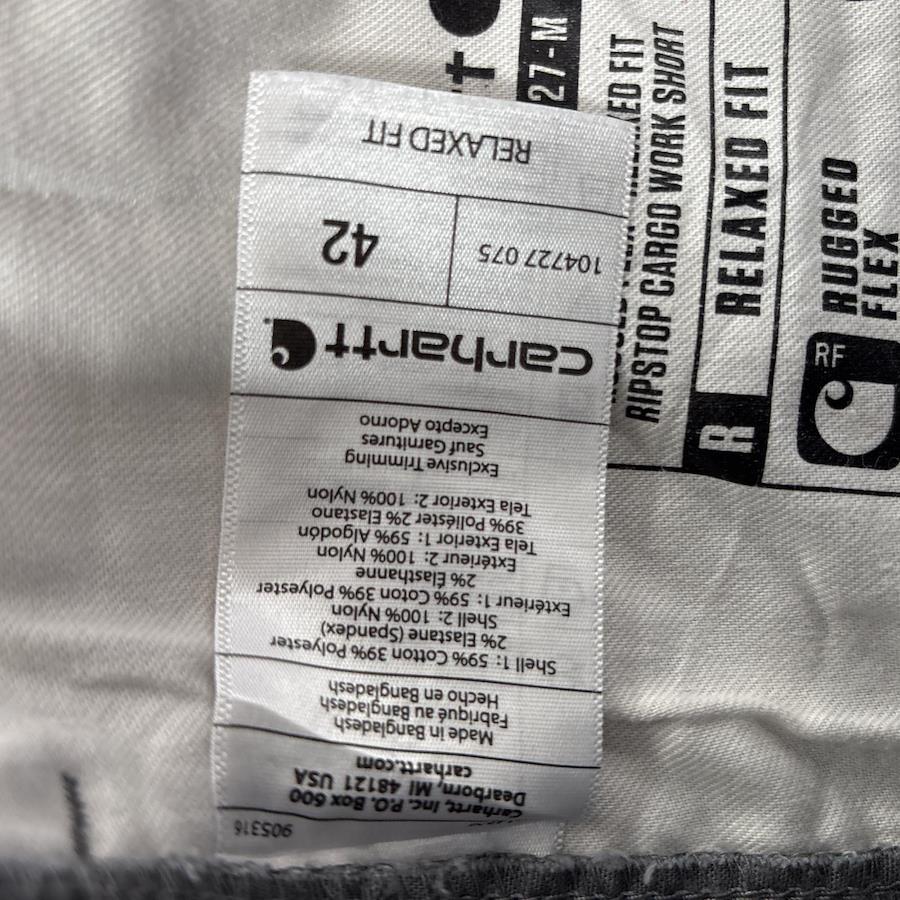 RELAXED FIT
104727 075
42
carhartt
Exclusive Trimming
Sauf Garnitures
Excepto Adorno
Shell 1: 59% Cotton 39% Polyester
2% Elastane (Spandex)
Shell 2: 100% Nylon
Extérieur 1: 59% Coton 39% Polyester
2% Élasthanne
Extérieur 2: 100% Nylon
Tela Exterior 1: 59% Algodón
39% Poliéster 2% Elastano
Tela Exterior 2: 100% Nylon
Made in Bangladesh
Fabriqué au Bangladesh
Hecho en Bangladesh
Carhartt, Inc. P.O. Box 600
Dearborn, MI 48121 USA
carhartt.com
905316
27-M
RELAXED FIT
RIPSTOP CARGO WORK SHORT
R
RELAXED FIT
RF
RUGGED
FLEX